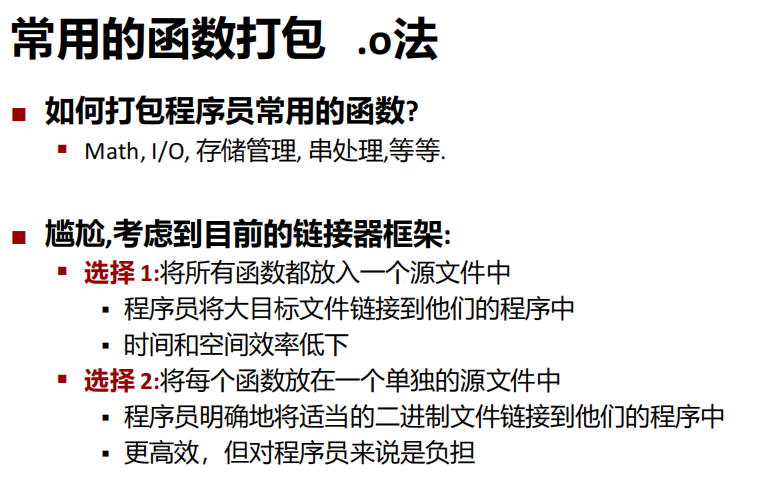 常用的函数打包 .o法
如何打包程序员常用的函数?
Math, I/O, 存储管理, 串处理,等等.
尴尬,考虑到目前的链接器框架:
选择 1:将所有函数都放入一个源文件中
程序员将大目标文件链接到他们的程序中
时间和空间效率低下
选择 2:将每个函数放在一个单独的源文件中
程序员明确地将适当的二进制文件链接到他们的程序中
更高效，但对程序员来说是负担